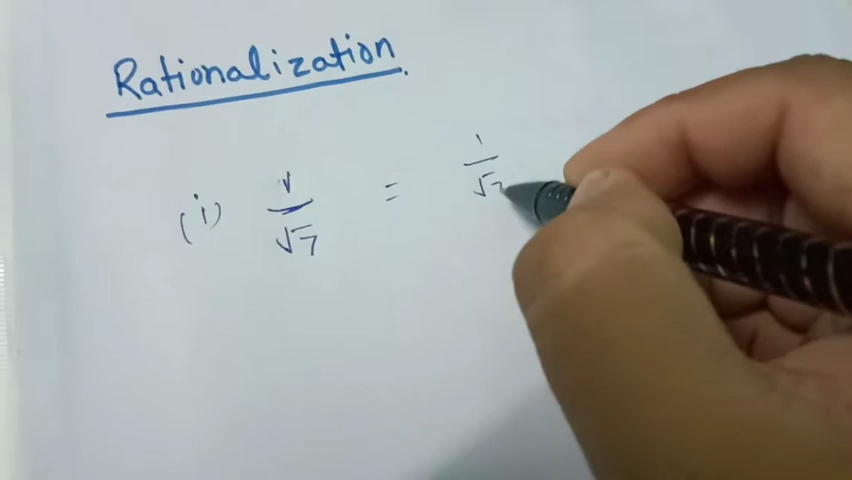 Rationalization.
(i) 1/√7 = 1/√7